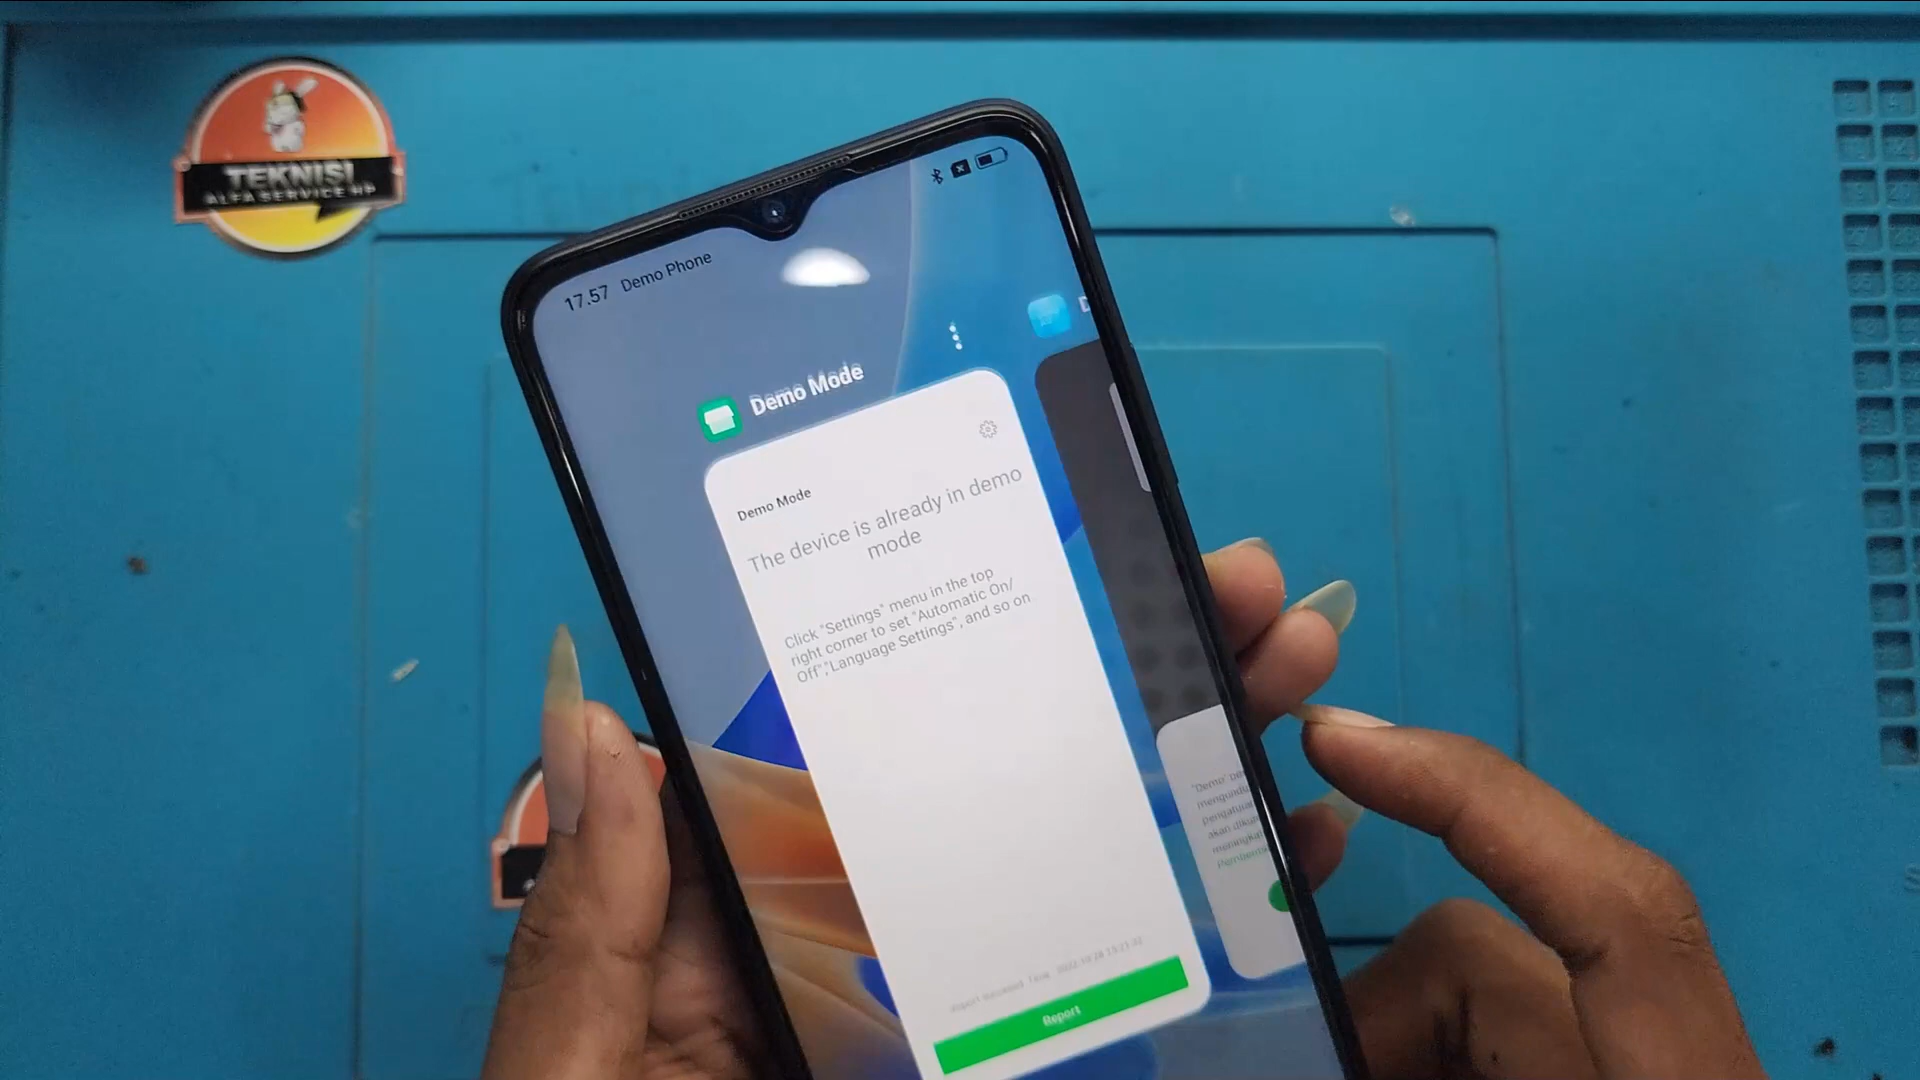 TEKNISI
ALFA SERVICE HP
17.57 Demo Phone
Demo Mode
Demo Mode
The device is already in demo
mode
Click "Settings" menu in the top
right corner to set "Automatic On/
Off","Language Settings", and so on
Report
"Demo"